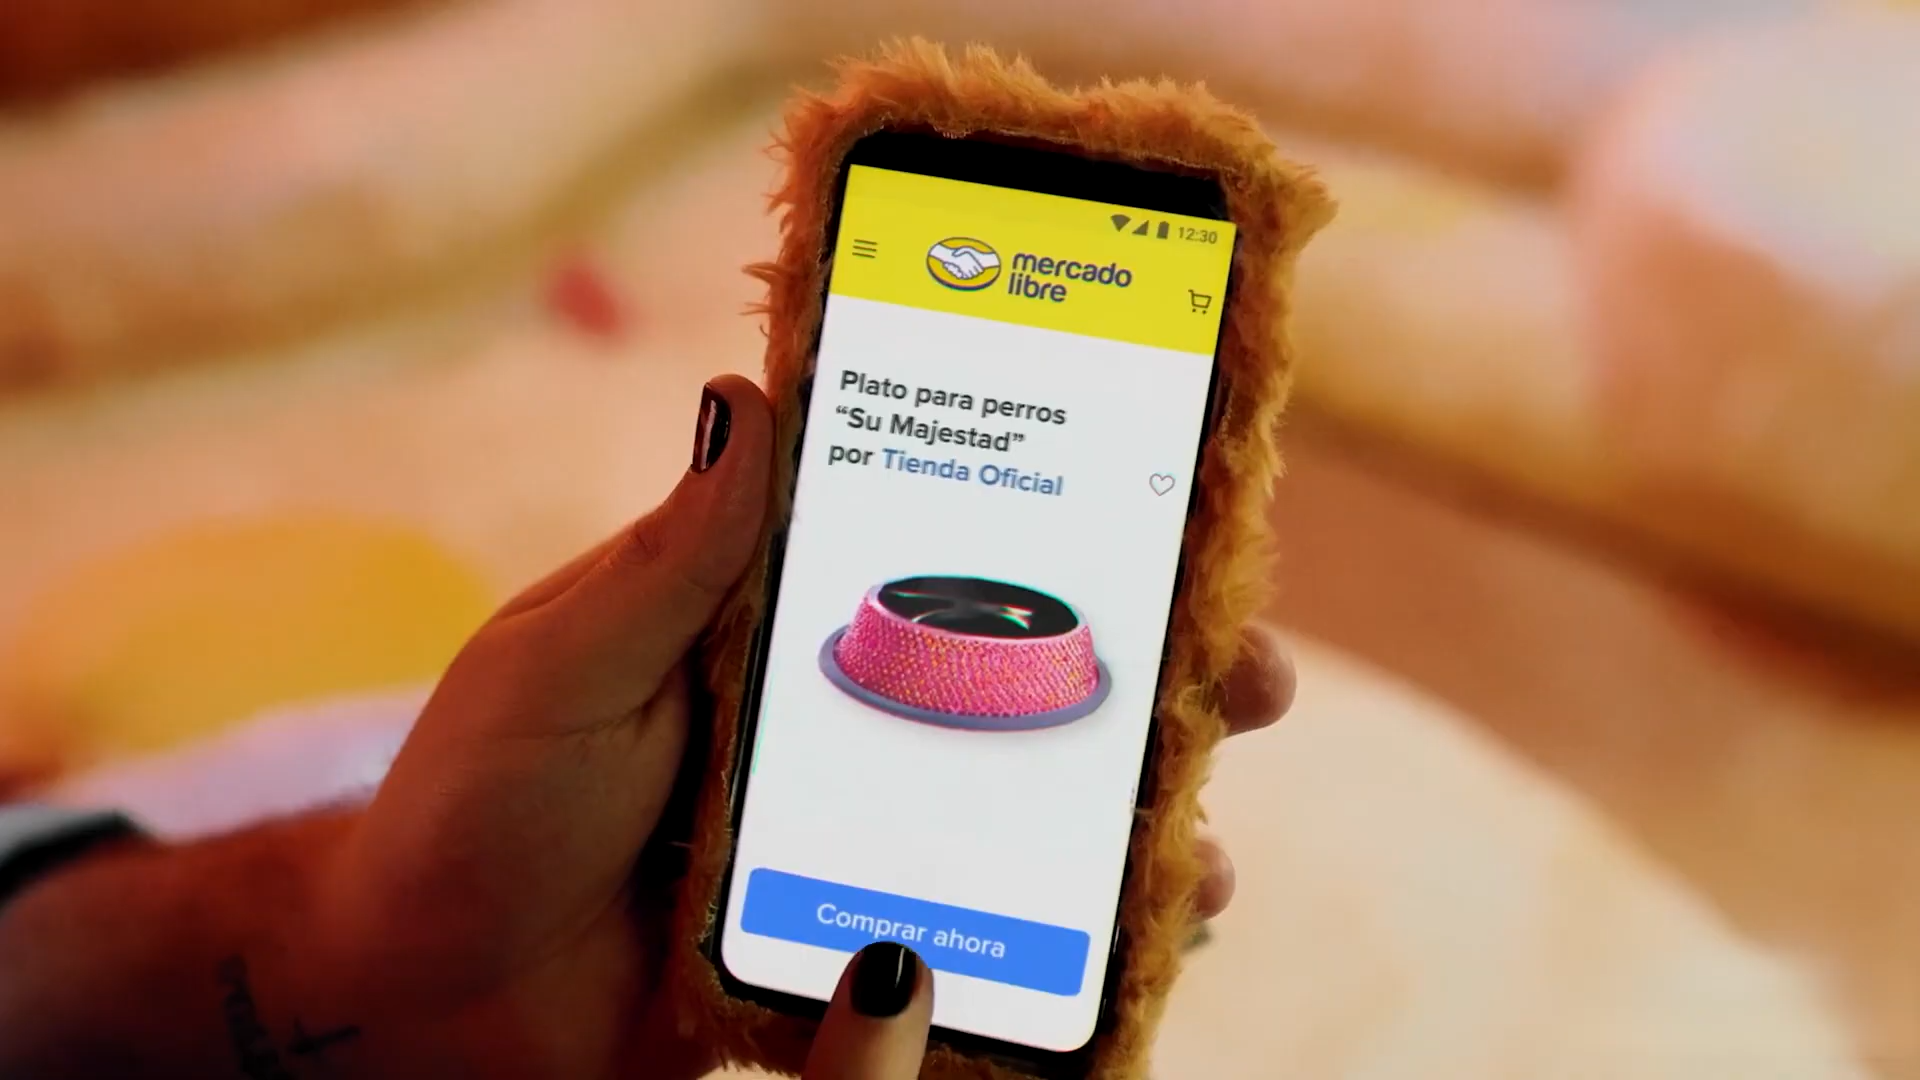 12:30
mercado
libre
Plato para perros
“Su Majestad”
por Tienda Oficial
Comprar ahora